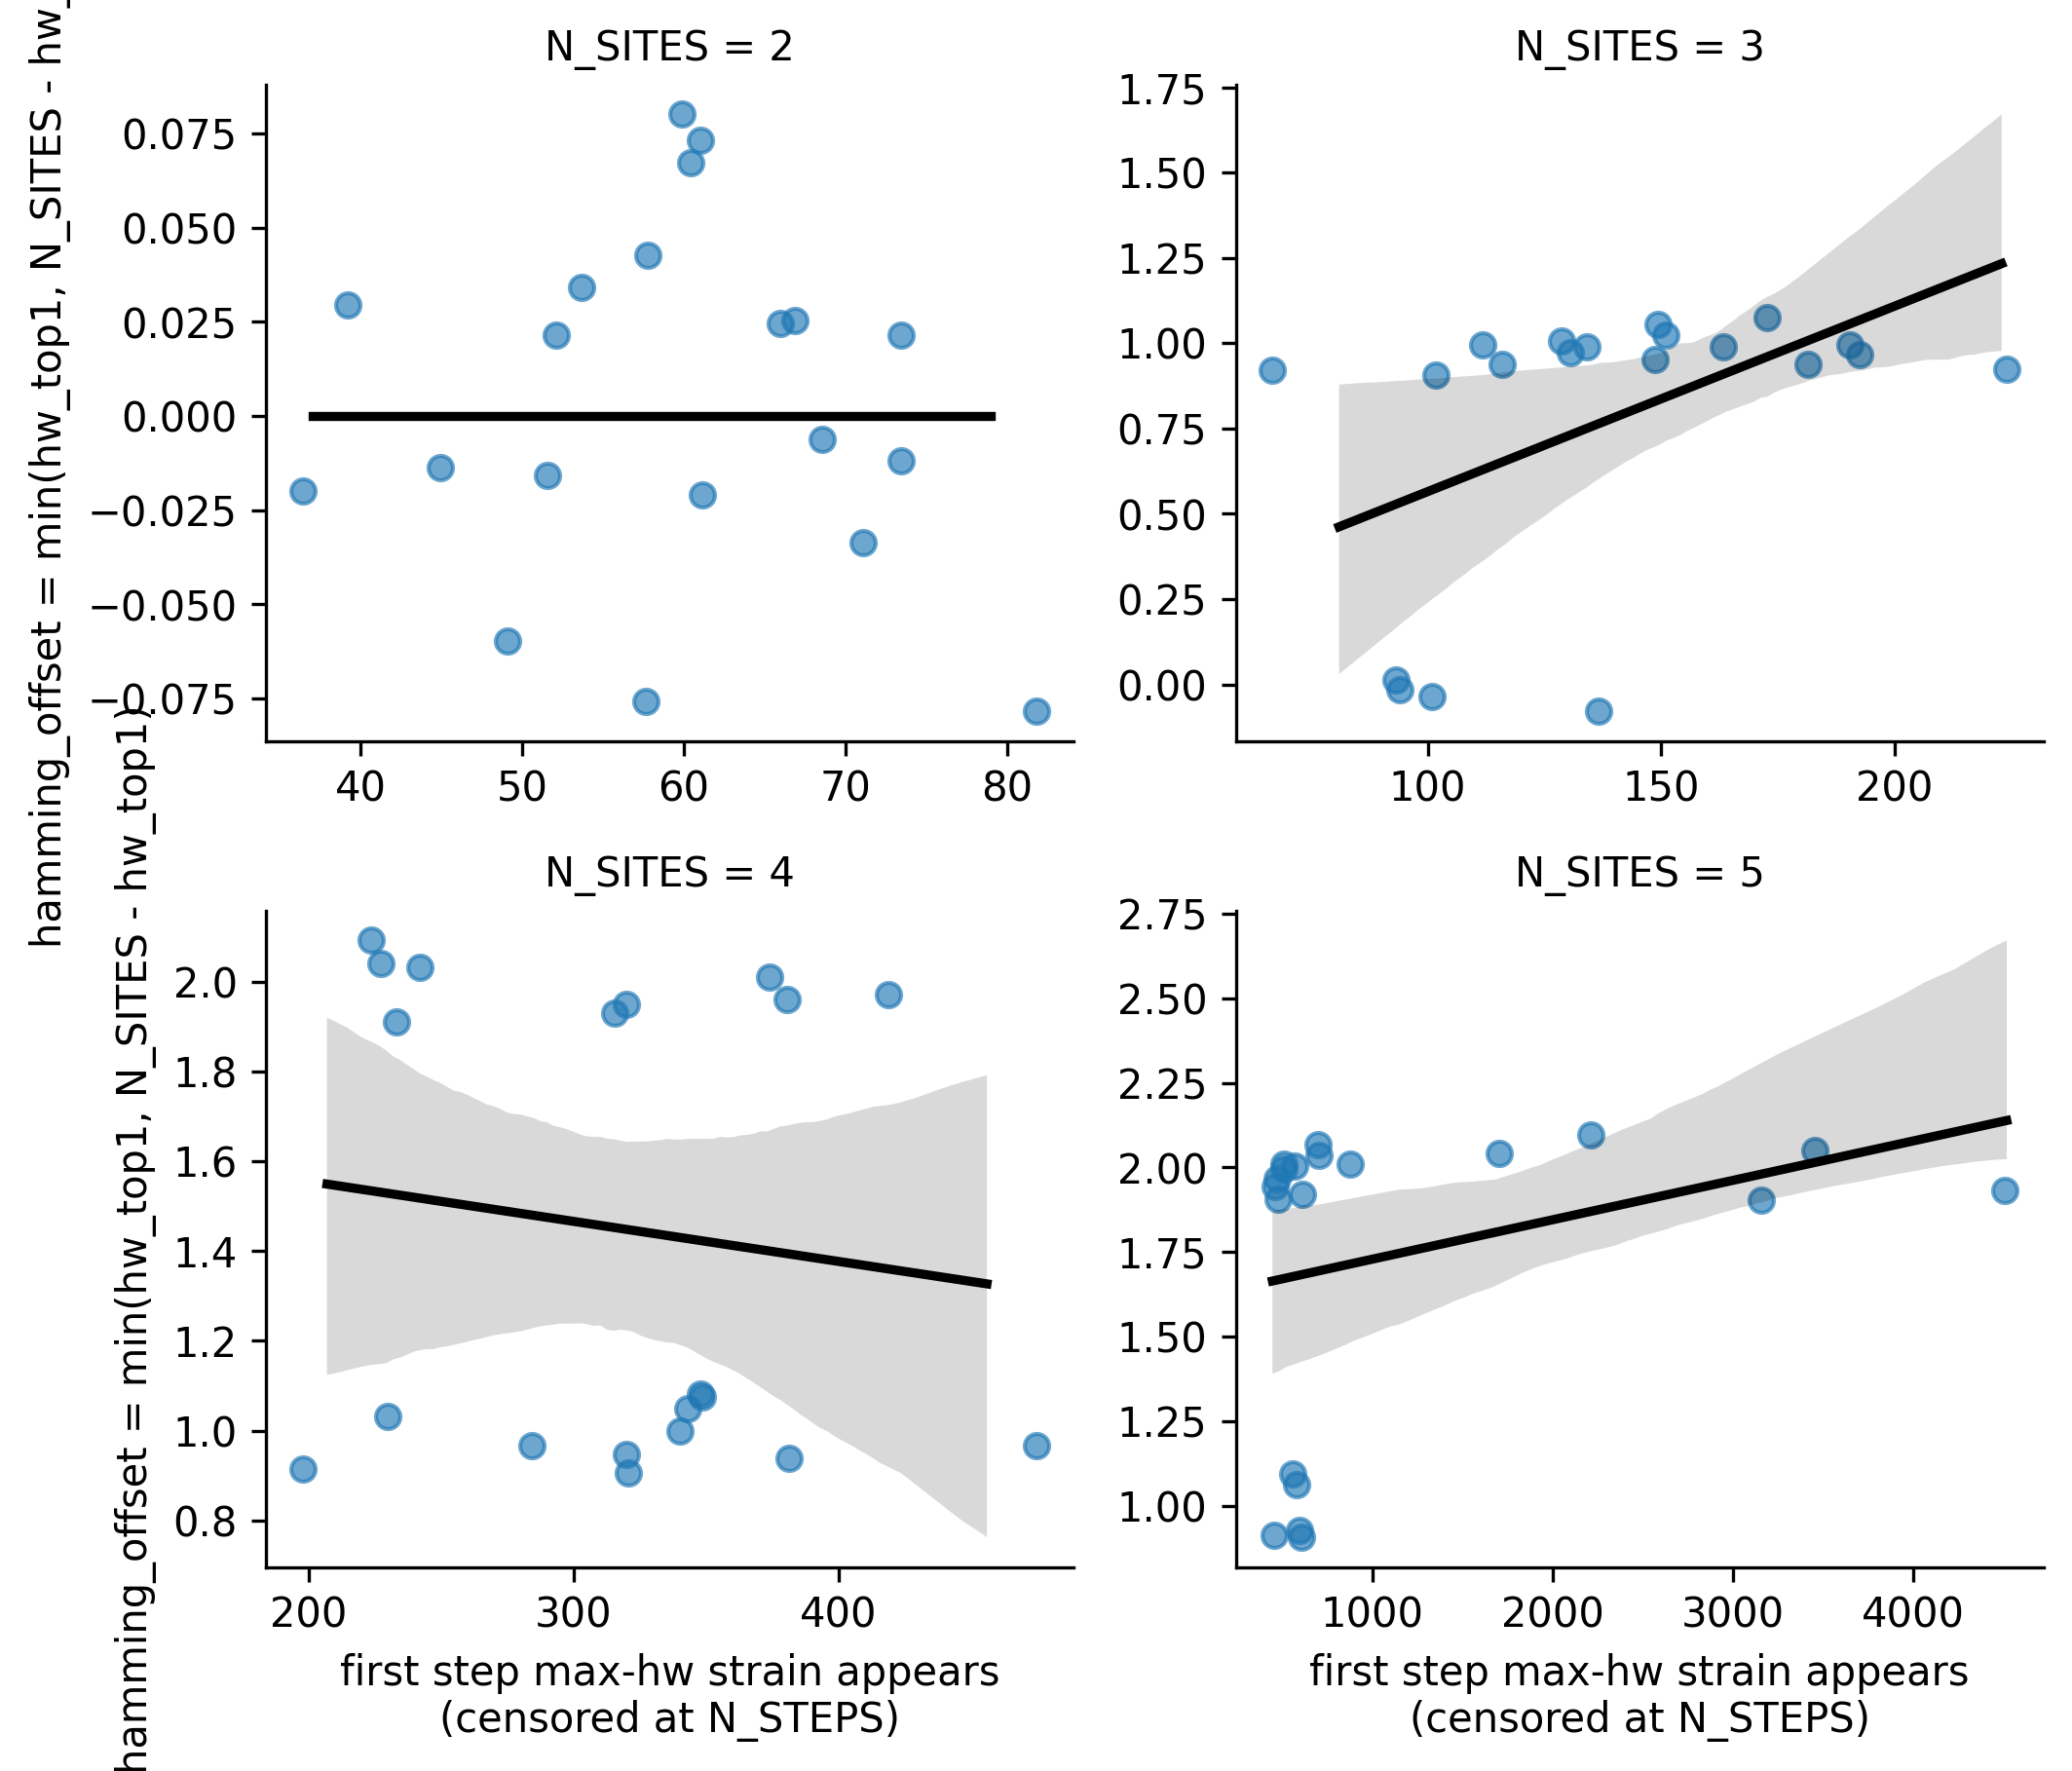 N_SITES = 2
hamming_offset = min(hw_top1, N_SITES - hw_
0.075
0.050
0.025
0.000
−0.025
−0.050
−0.075
40 50 60 70 80
N_SITES = 3
1.75
1.50
1.25
1.00
0.75
0.50
0.25
0.00
100 150 200
N_SITES = 4
hamming_offset = min(hw_top1, N_SITES - hw_top1)
2.0
1.8
1.6
1.4
1.2
1.0
0.8
200 300 400
first step max-hw strain appears
(censored at N_STEPS)
N_SITES = 5
2.75
2.50
2.25
2.00
1.75
1.50
1.25
1.00
1000 2000 3000 4000
first step max-hw strain appears
(censored at N_STEPS)